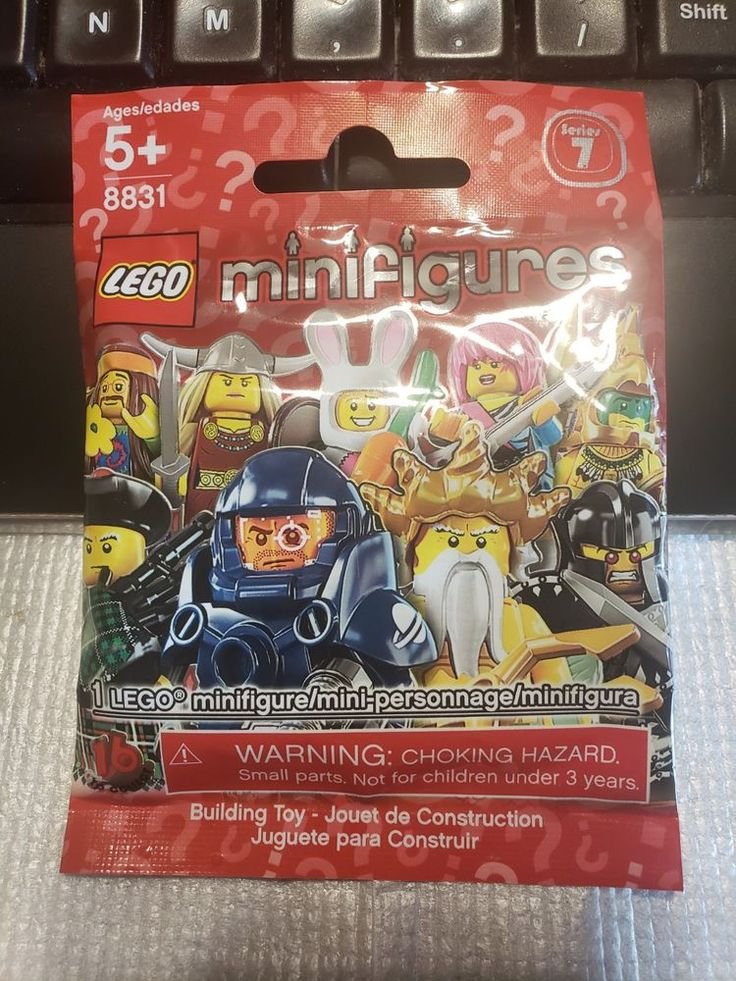 N
M
,
.
/
Shift
Ages/edades
5+
8831
Series
7
LEGO
minifigures
1 LEGO® minifigure/mini-personnage/minifigura
16
WARNING: CHOKING HAZARD.
Small parts. Not for children under 3 years.
Building Toy - Jouet de Construction
Juguete para Construir